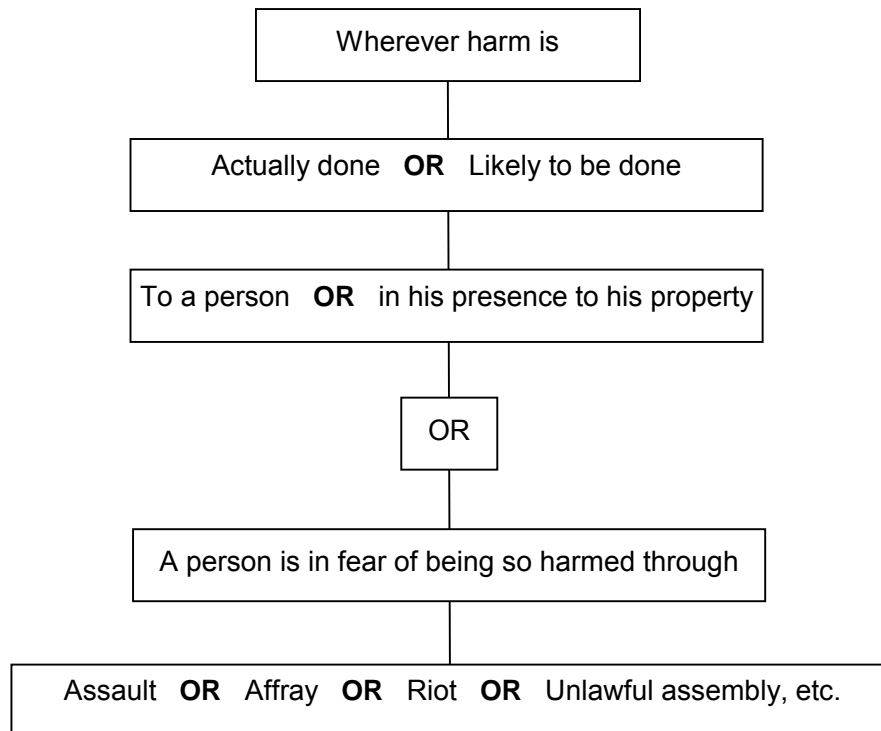 Wherever harm is
Actually done OR Likely to be done
To a person OR in his presence to his property
OR
A person is in fear of being so harmed through
Assault OR Affray OR Riot OR Unlawful assembly, etc.